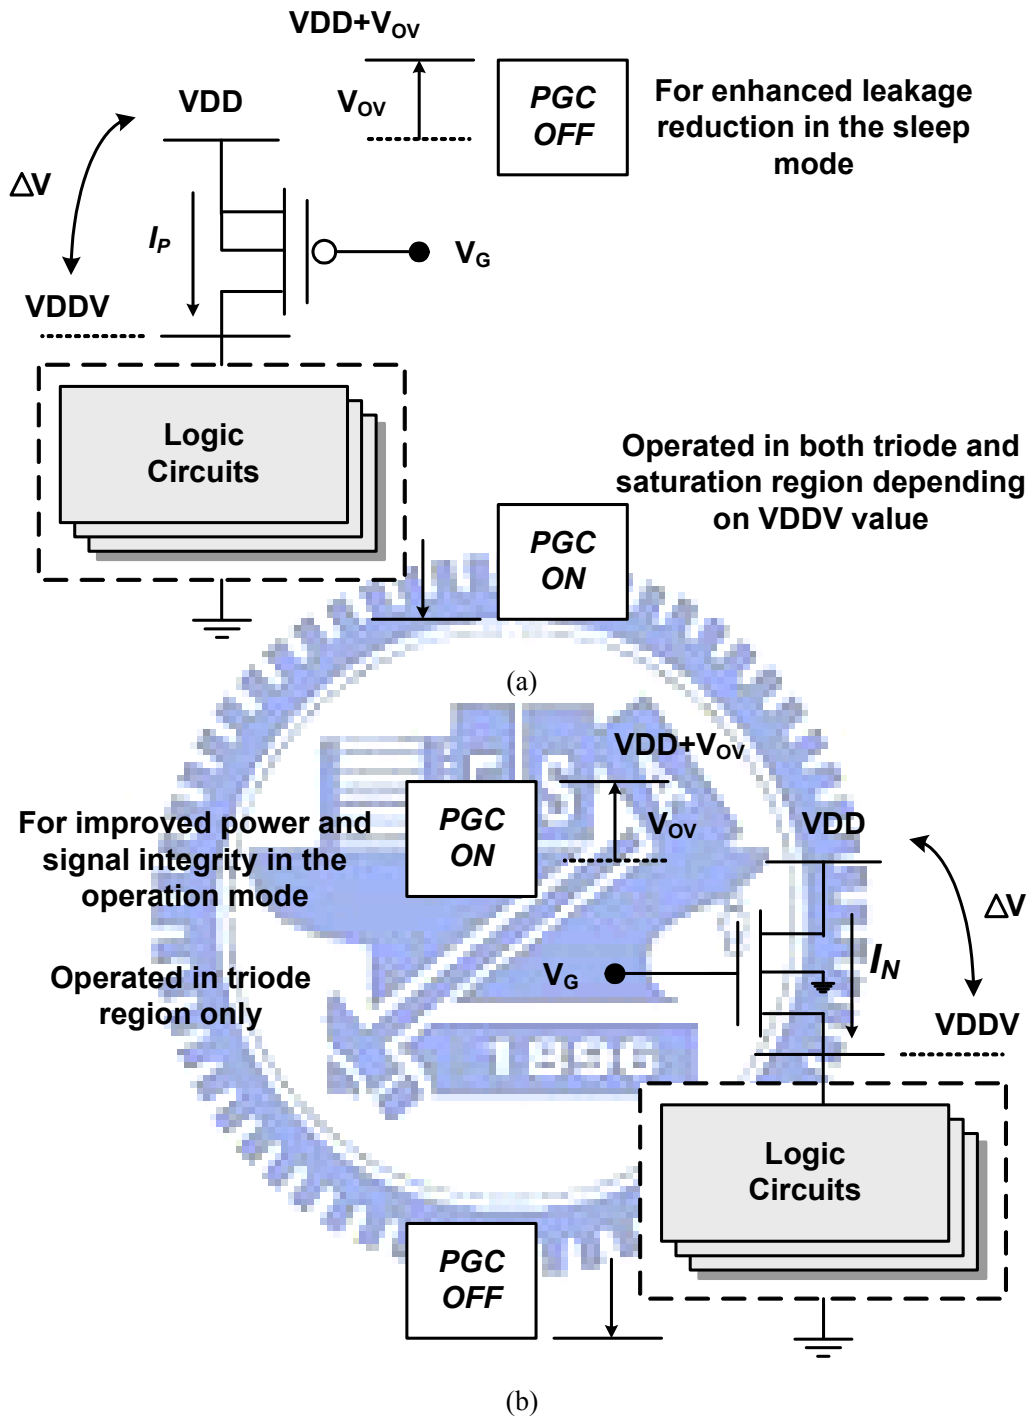 VDD+VOV
VDD
VOV
PGC
OFF
For enhanced leakage
reduction in the sleep
mode
ΔV
IP
VG
VDDV
Logic
Circuits
Operated in both triode and
saturation region depending
on VDDV value
PGC
ON
(a)
VDD+VOV
For improved power and
signal integrity in the
operation mode
PGC
ON
VOV
VDD
ΔV
Operated in triode
region only
VG
IN
VDDV
1896
Logic
Circuits
PGC
OFF
(b)